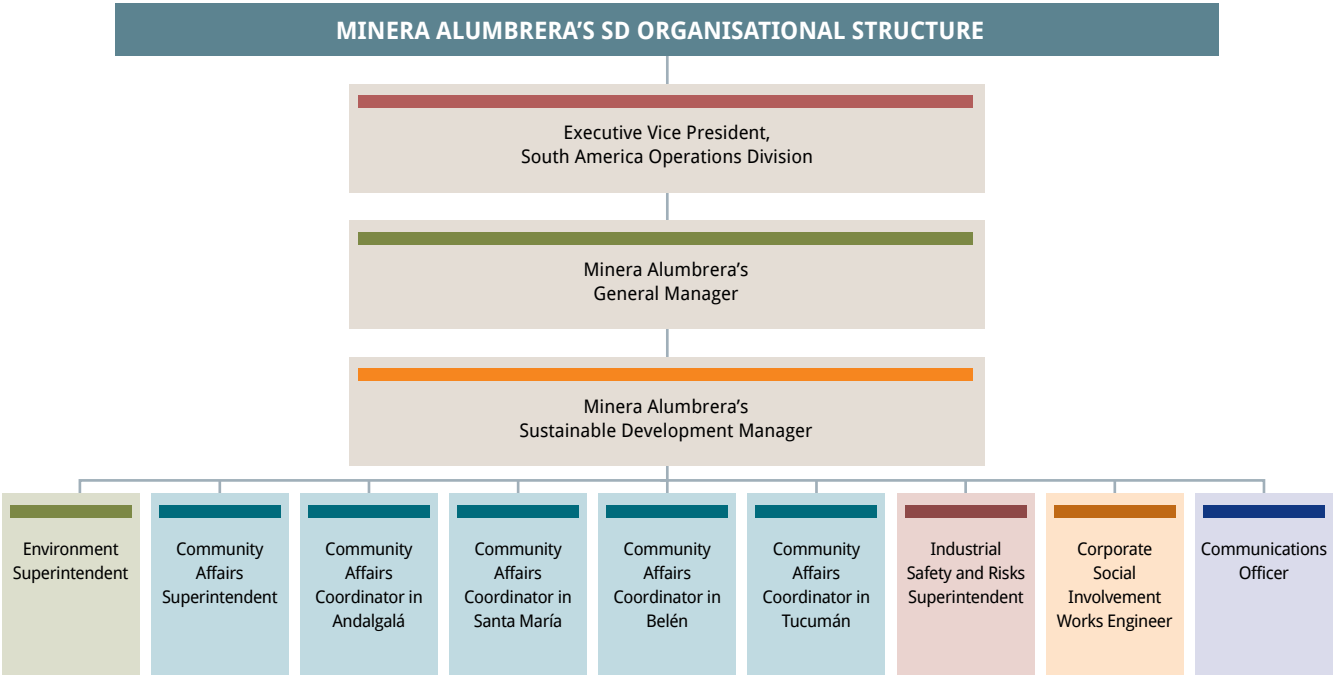 MINERA ALUMBRERA’S SD ORGANISATIONAL STRUCTURE
Executive Vice President,
South America Operations Division
Minera Alumbrera’s
General Manager
Minera Alumbrera’s
Sustainable Development Manager
Environment
Superintendent
Community
Affairs
Superintendent
Community
Affairs
Coordinator in
Andalgalá
Community
Affairs
Coordinator in
Santa María
Community
Affairs
Coordinator in
Belén
Community
Affairs
Coordinator in
Tucumán
Industrial
Safety and Risks
Superintendent
Corporate
Social
Involvement
Works Engineer
Communications
Officer